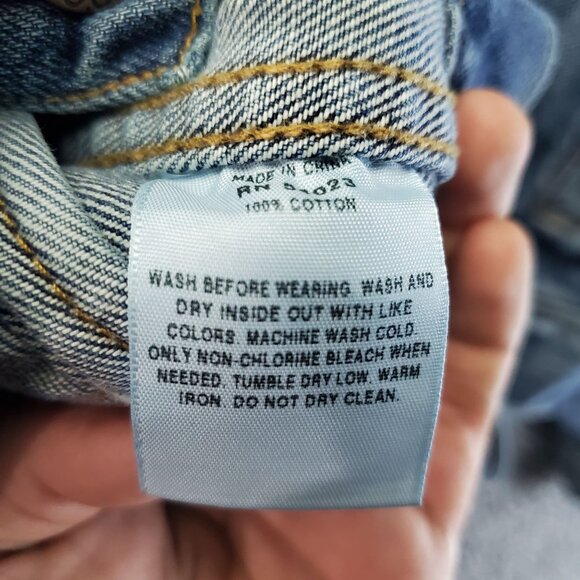 MADE IN CHINA
RN
100% COTTON
WASH BEFORE WEARING. WASH AND
DRY INSIDE OUT WITH LIKE
COLORS. MACHINE WASH COLD.
ONLY NON-CHLORINE BLEACH WHEN
NEEDED. TUMBLE DRY LOW. WARM
IRON. DO NOT DRY CLEAN.